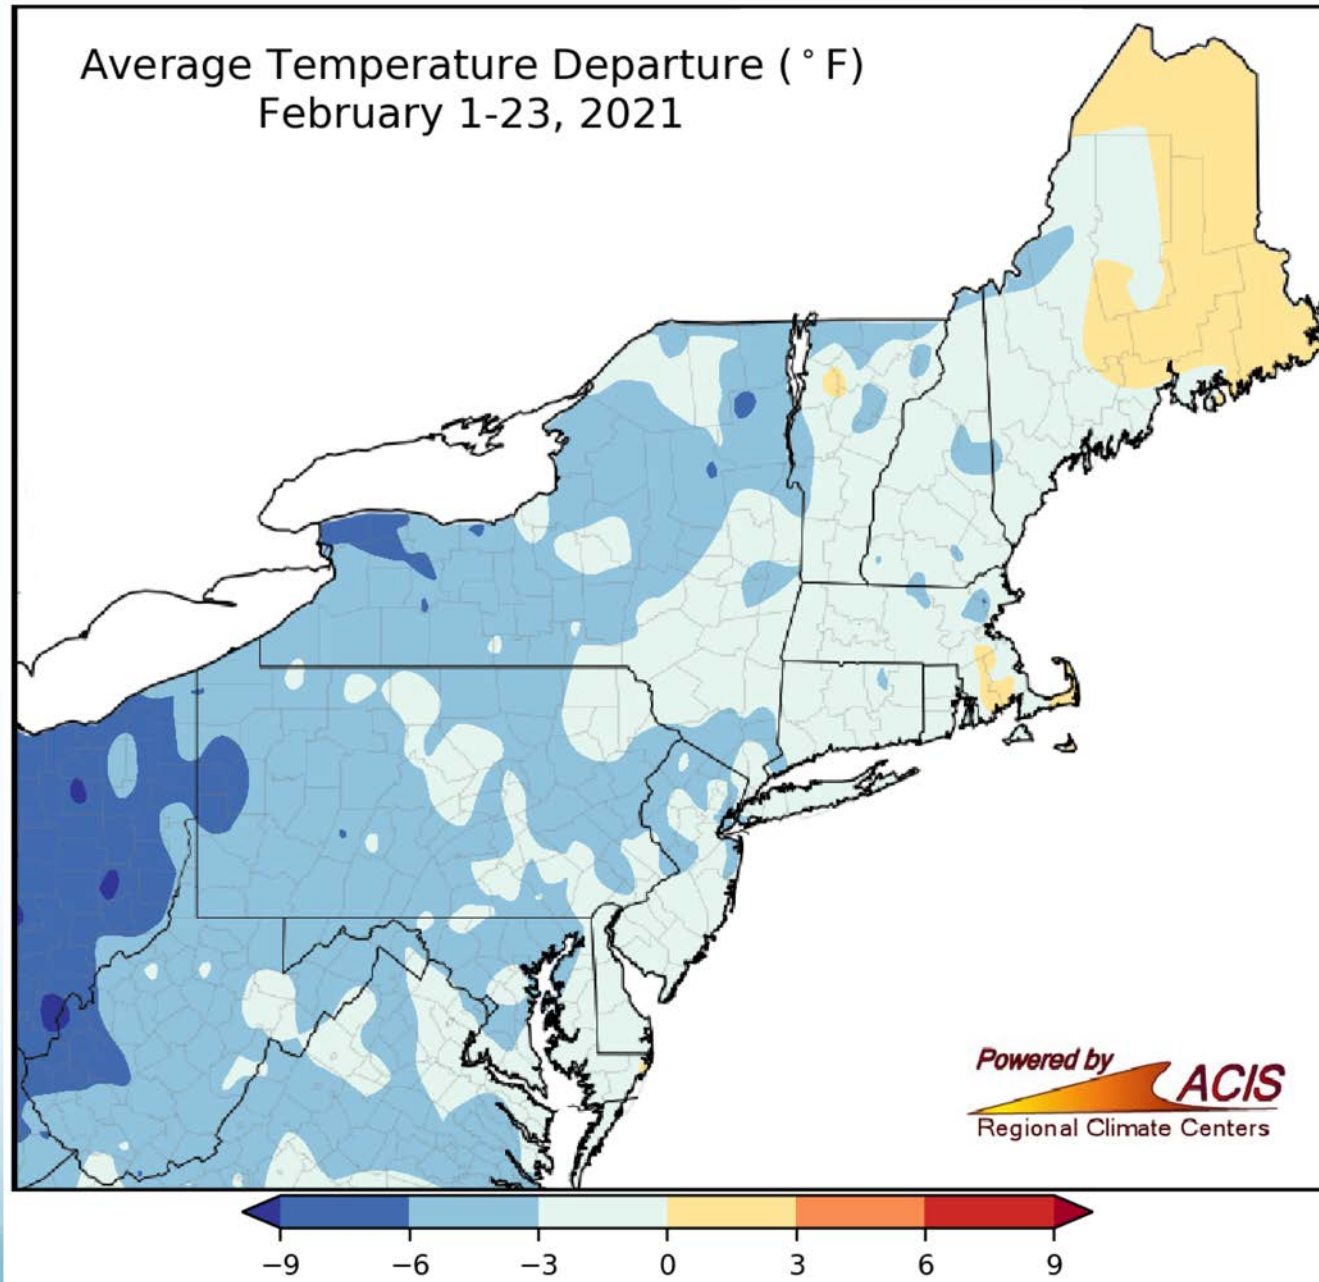 Average Temperature Departure (°F)
February 1-23, 2021
Powered by
ACIS
Regional Climate Centers
−9 −6 −3 0 3 6 9